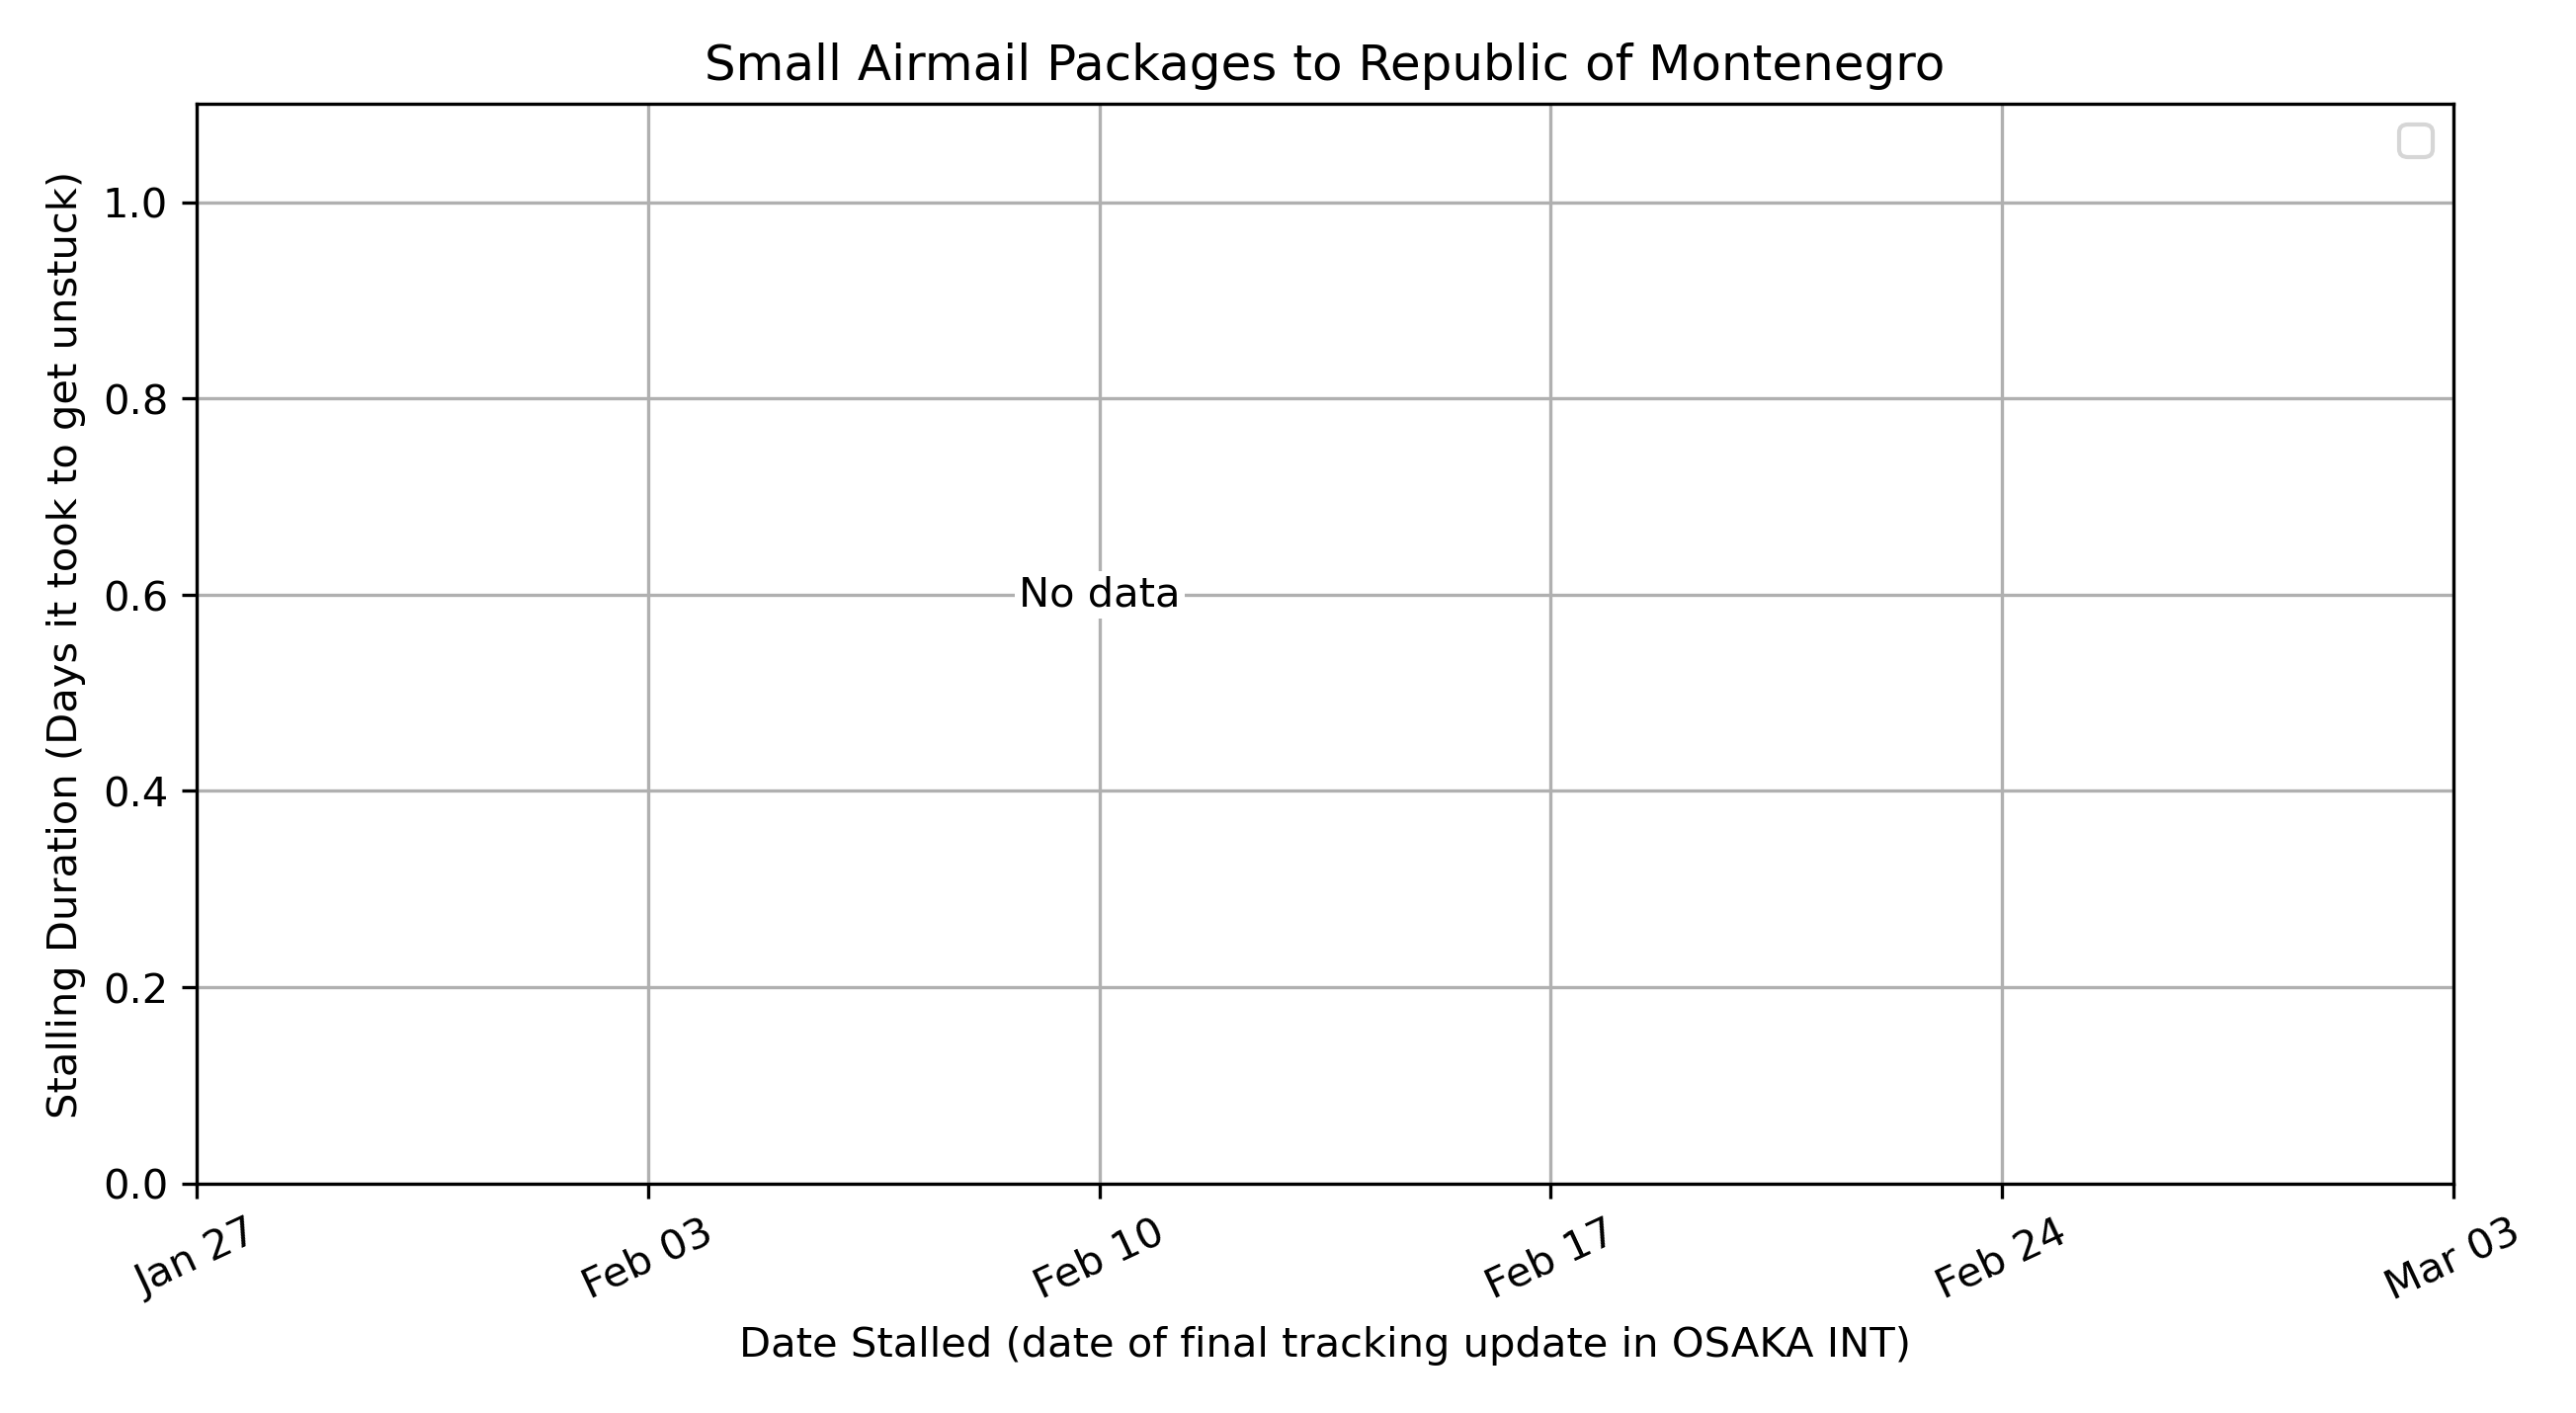 Small Airmail Packages to Republic of Montenegro
Stalling Duration (Days it took to get unstuck)
1.0
0.8
0.6
0.4
0.2
0.0
No data
Jan 27
Feb 03
Feb 10
Feb 17
Feb 24
Mar 03
Date Stalled (date of final tracking update in OSAKA INT)